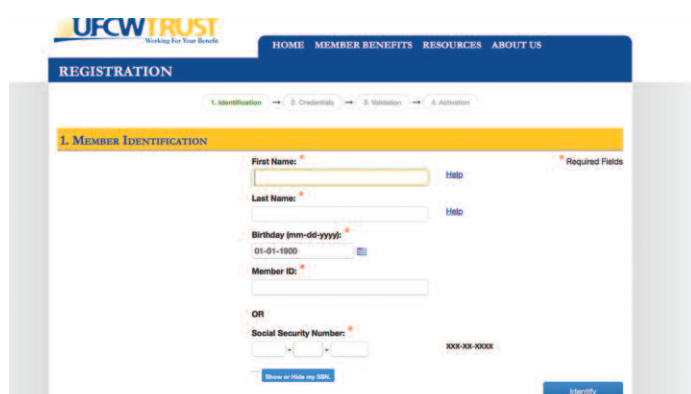 UFCWTRUST
Working For Your Benefit
HOME MEMBER BENEFITS RESOURCES ABOUT US
REGISTRATION
1. Identification → 2. Credentials → 3. Validation → 4. Activation
1. MEMBER IDENTIFICATION
First Name: *
* Required Fields
Help
Last Name: *
Help
Birthday (mm-dd-yyyy): *
01-01-1900
Member ID: *
OR
Social Security Number: *
- -
XXX-XX-XXXX
Show or Hide my SSN.
Identify